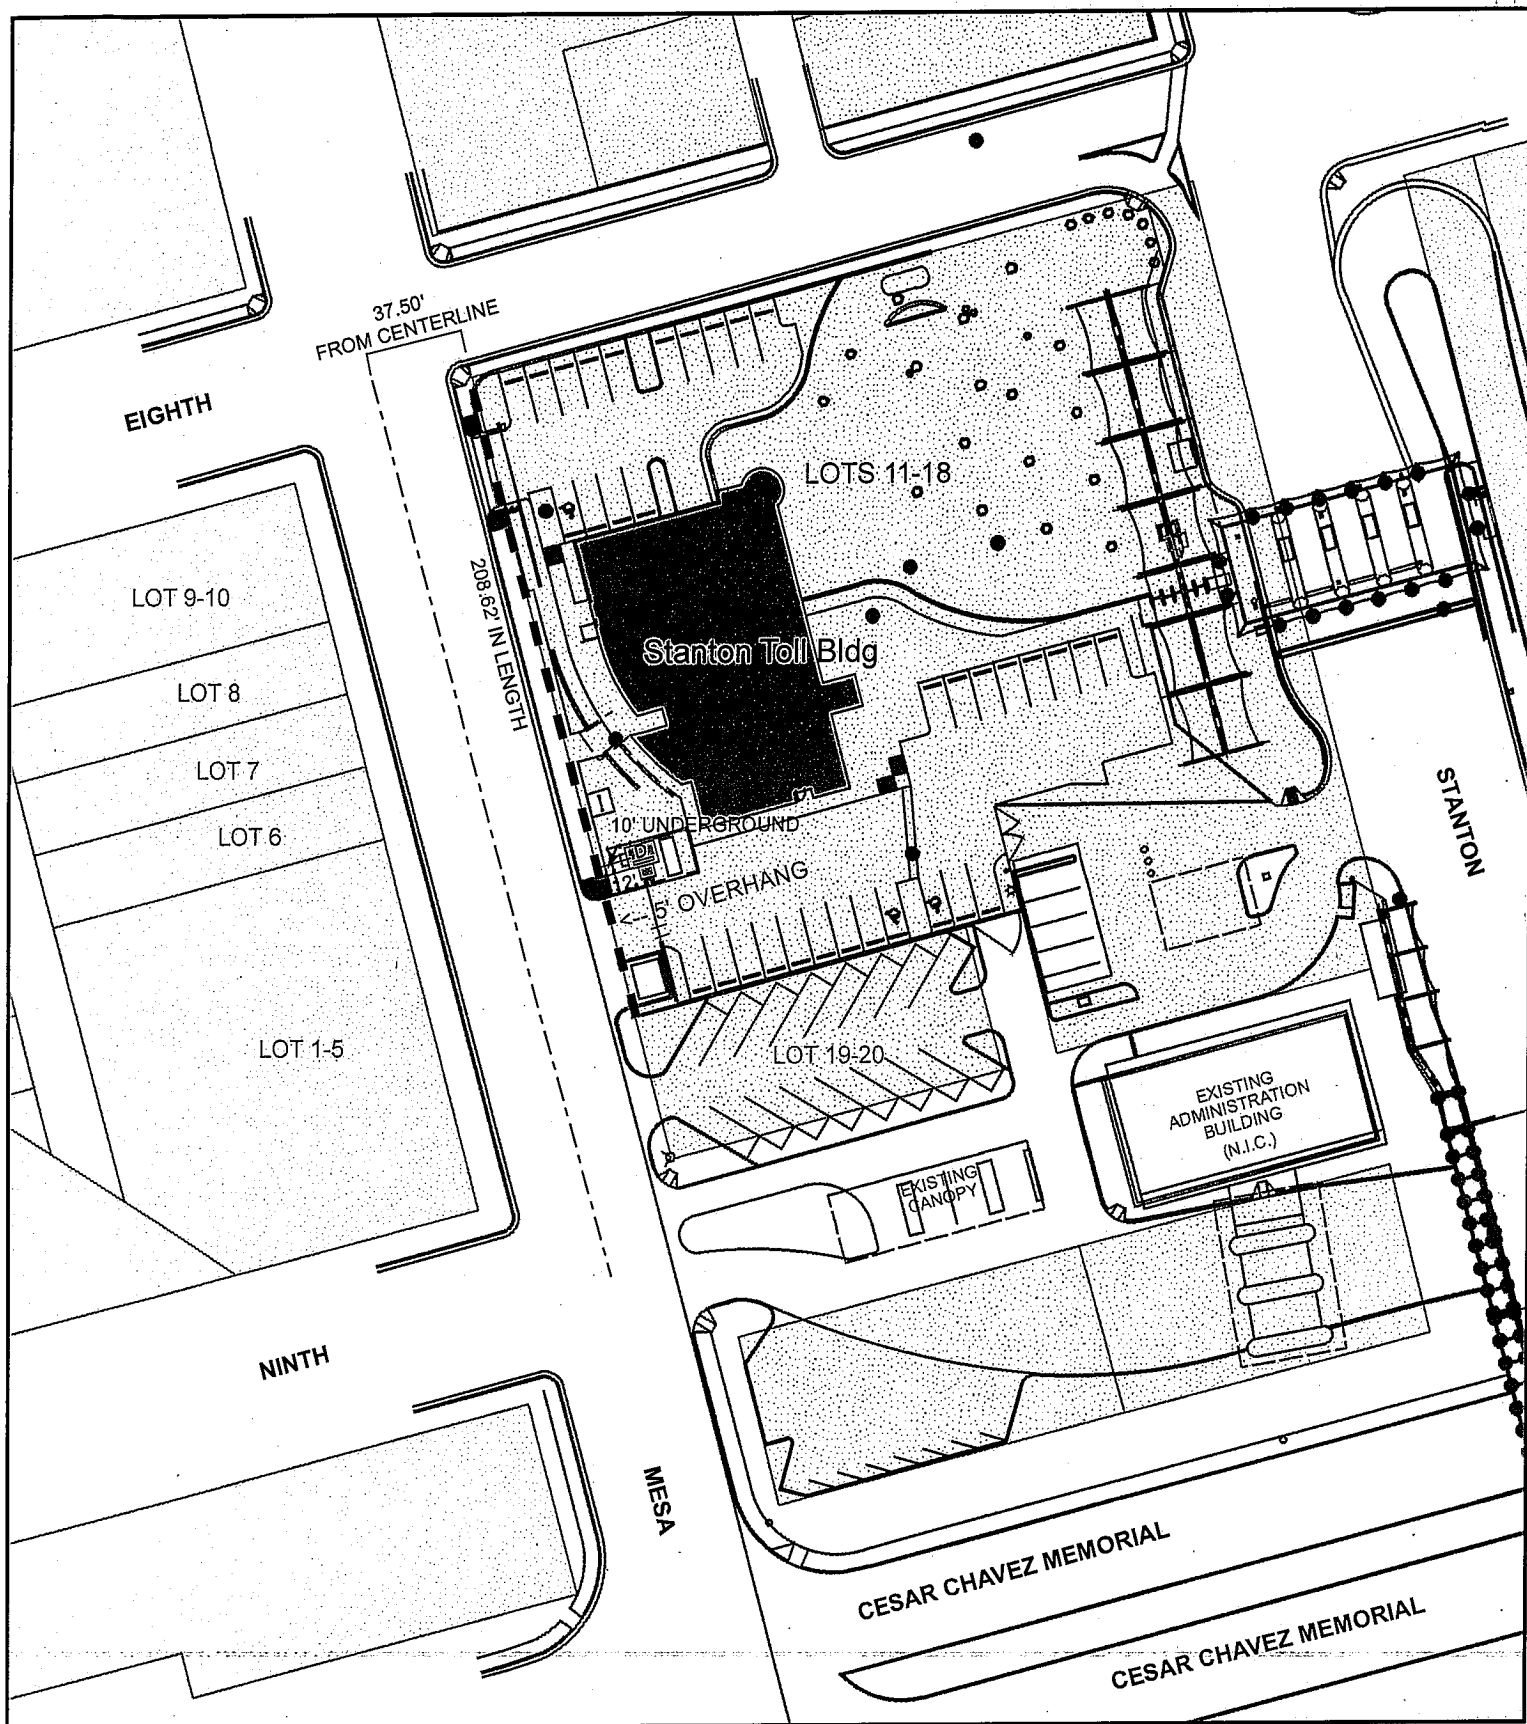 37.50'
FROM CENTERLINE
EIGHTH
LOTS 11-18
LOT 9-10
208.62' IN LENGTH
Stanton Toll Bldg
LOT 8
LOT 7
LOT 6
STANTON
10' UNDERGROUND
12'
5' OVERHANG
LOT 1-5
LOT 19-20
EXISTING
ADMINISTRATION
BUILDING
(N.I.C.)
EXISTING
CANOPY
NINTH
MESA
CESAR CHAVEZ MEMORIAL
CESAR CHAVEZ MEMORIAL